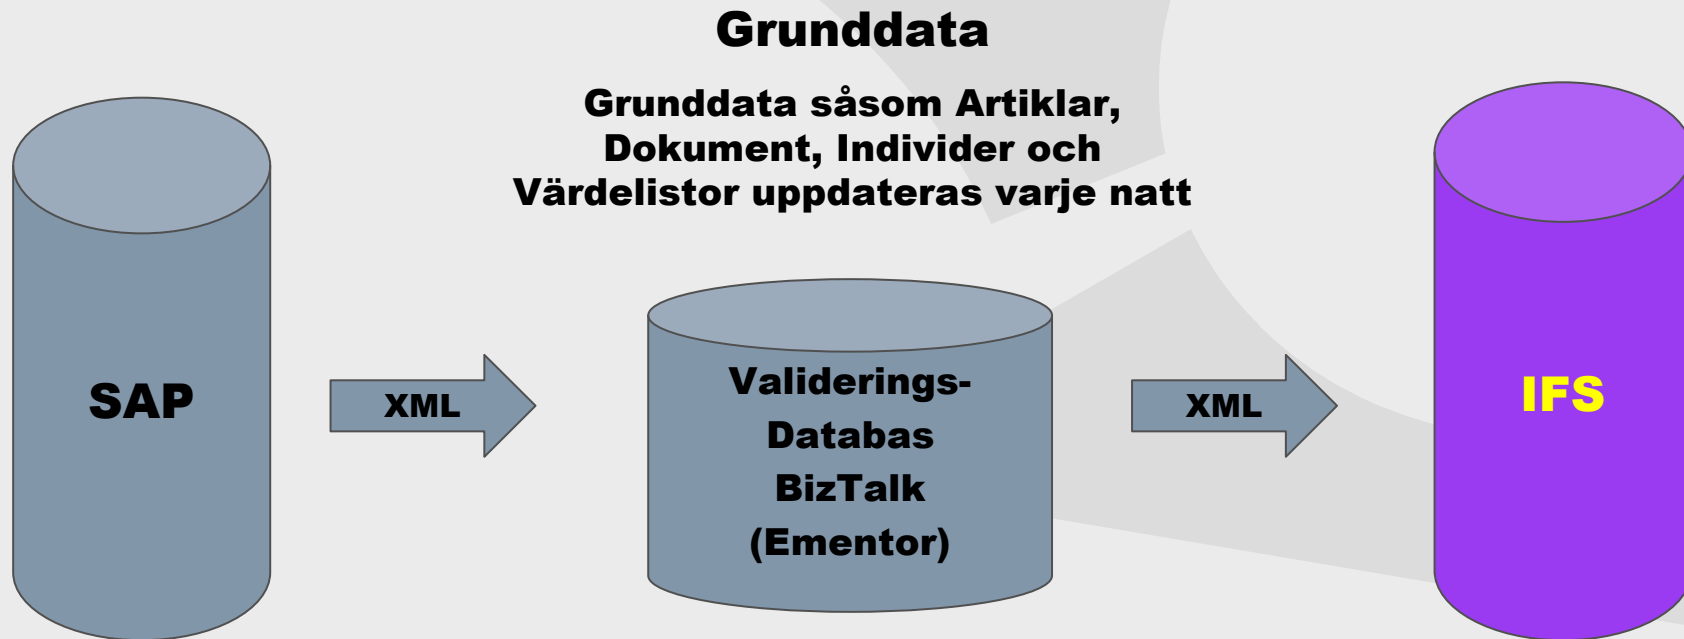 Grunddata
Grunddata såsom Artiklar,
Dokument, Individer och
Värdelistor uppdateras varje natt
SAP
XML
Validerings-
Databas
BizTalk
(Ementor)
XML
IFS